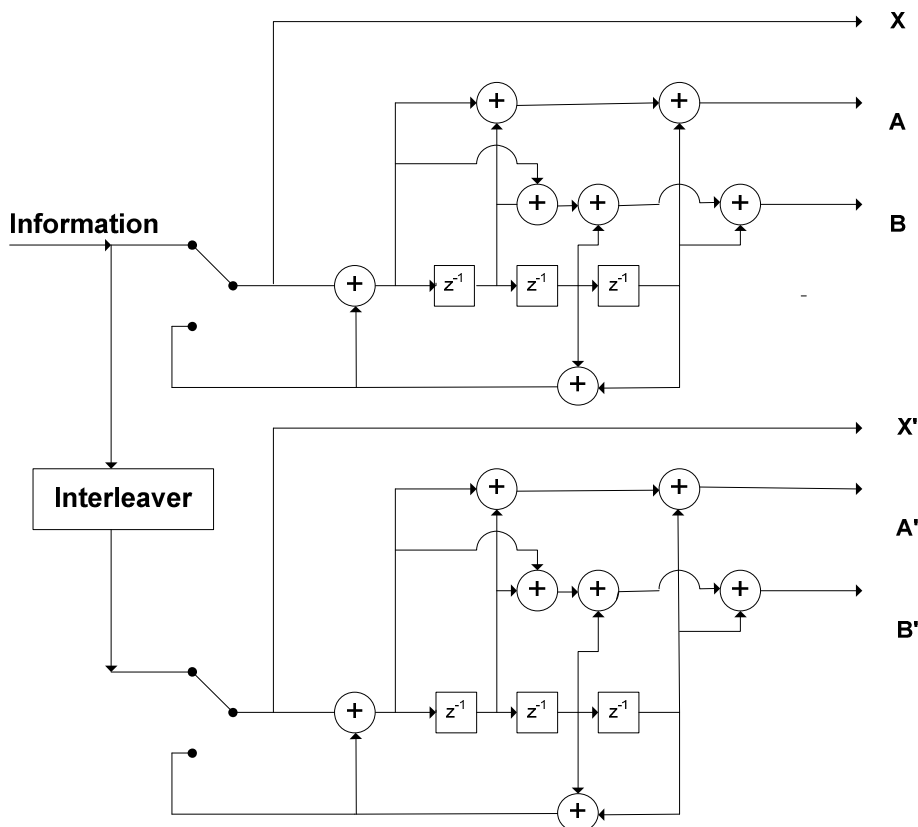 X
+
+
A
+
+
+
B
Information
+
z⁻¹
z⁻¹
z⁻¹
+
X'
Interleaver
+
+
A'
+
+
+
B'
+
z⁻¹
z⁻¹
z⁻¹
+